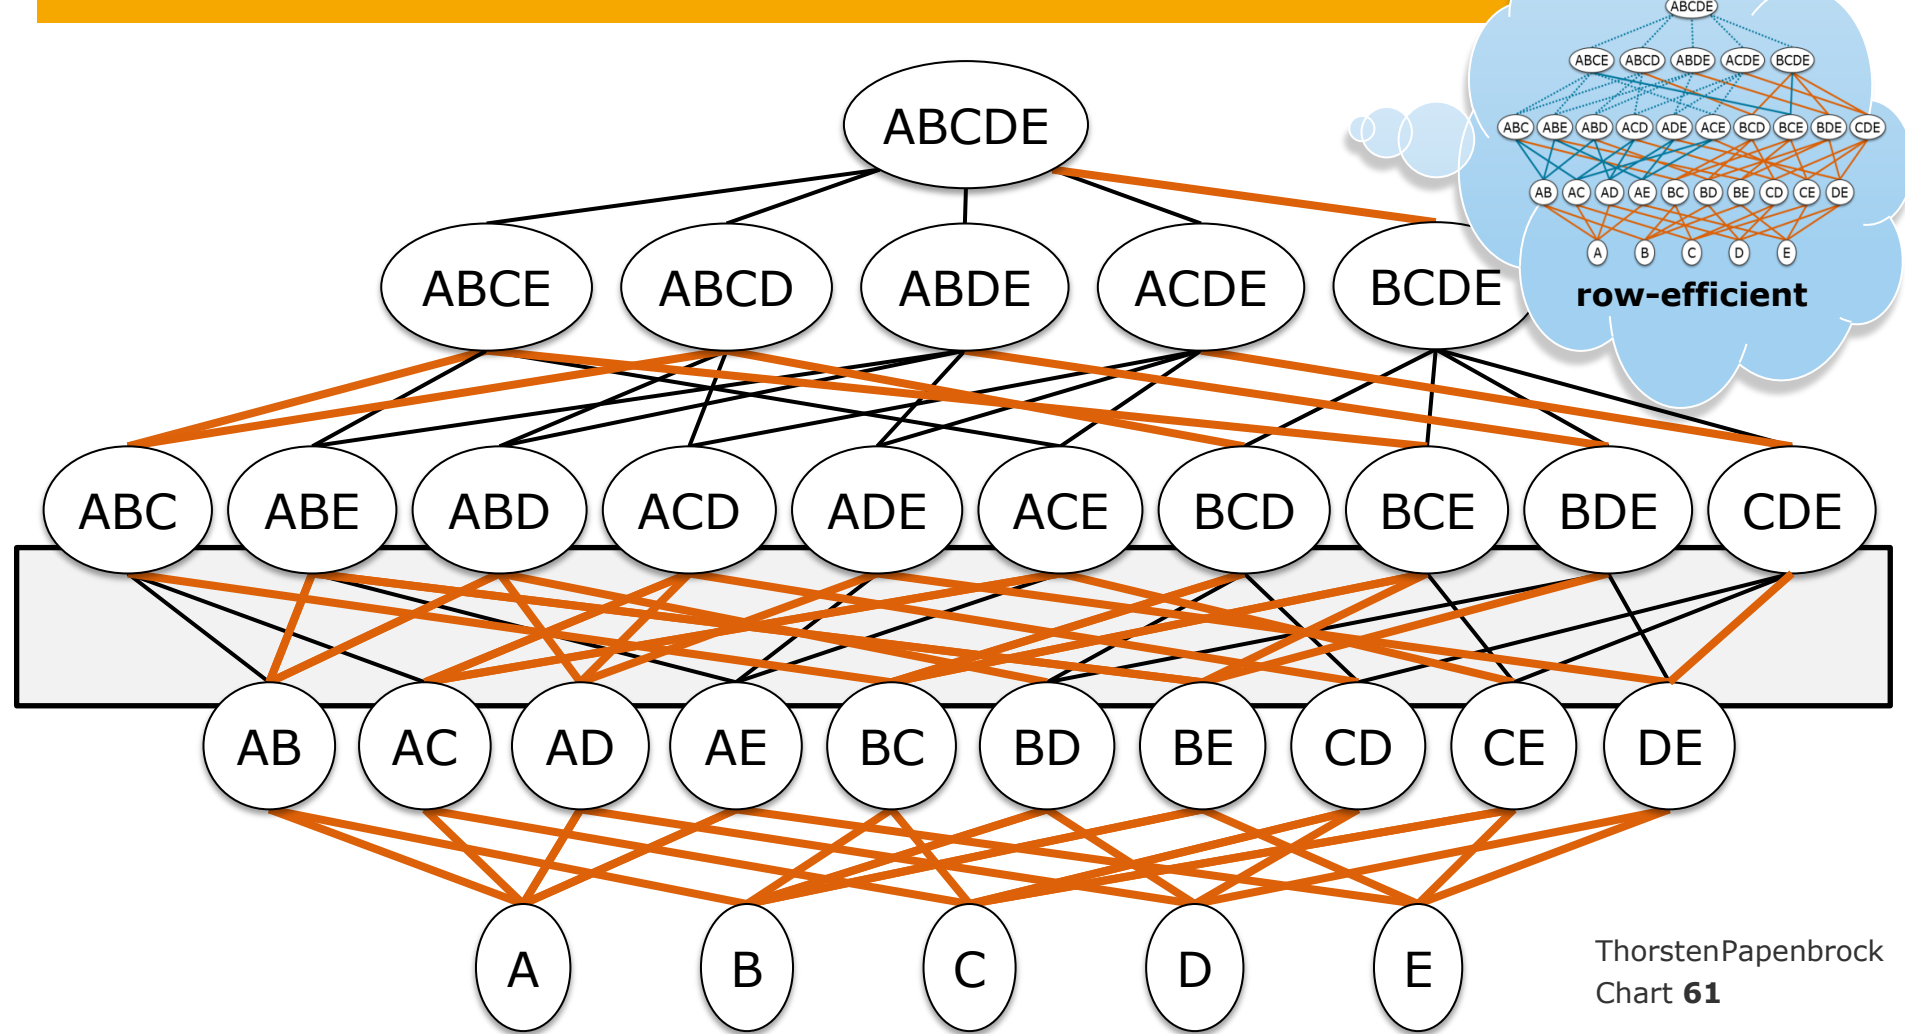 ABCDE
ABCE ABCD ABDE ACDE BCDE
ABC ABE ABD ACD ADE ACE BCD BCE BDE CDE
AB AC AD AE BC BD BE CD CE DE
A B C D E
row-efficient
ABCDE
ABCE ABCD ABDE ACDE BCDE
ABC ABE ABD ACD ADE ACE BCD BCE BDE CDE
AB AC AD AE BC BD BE CD CE DE
A B C D E
ThorstenPapenbrock
Chart 61